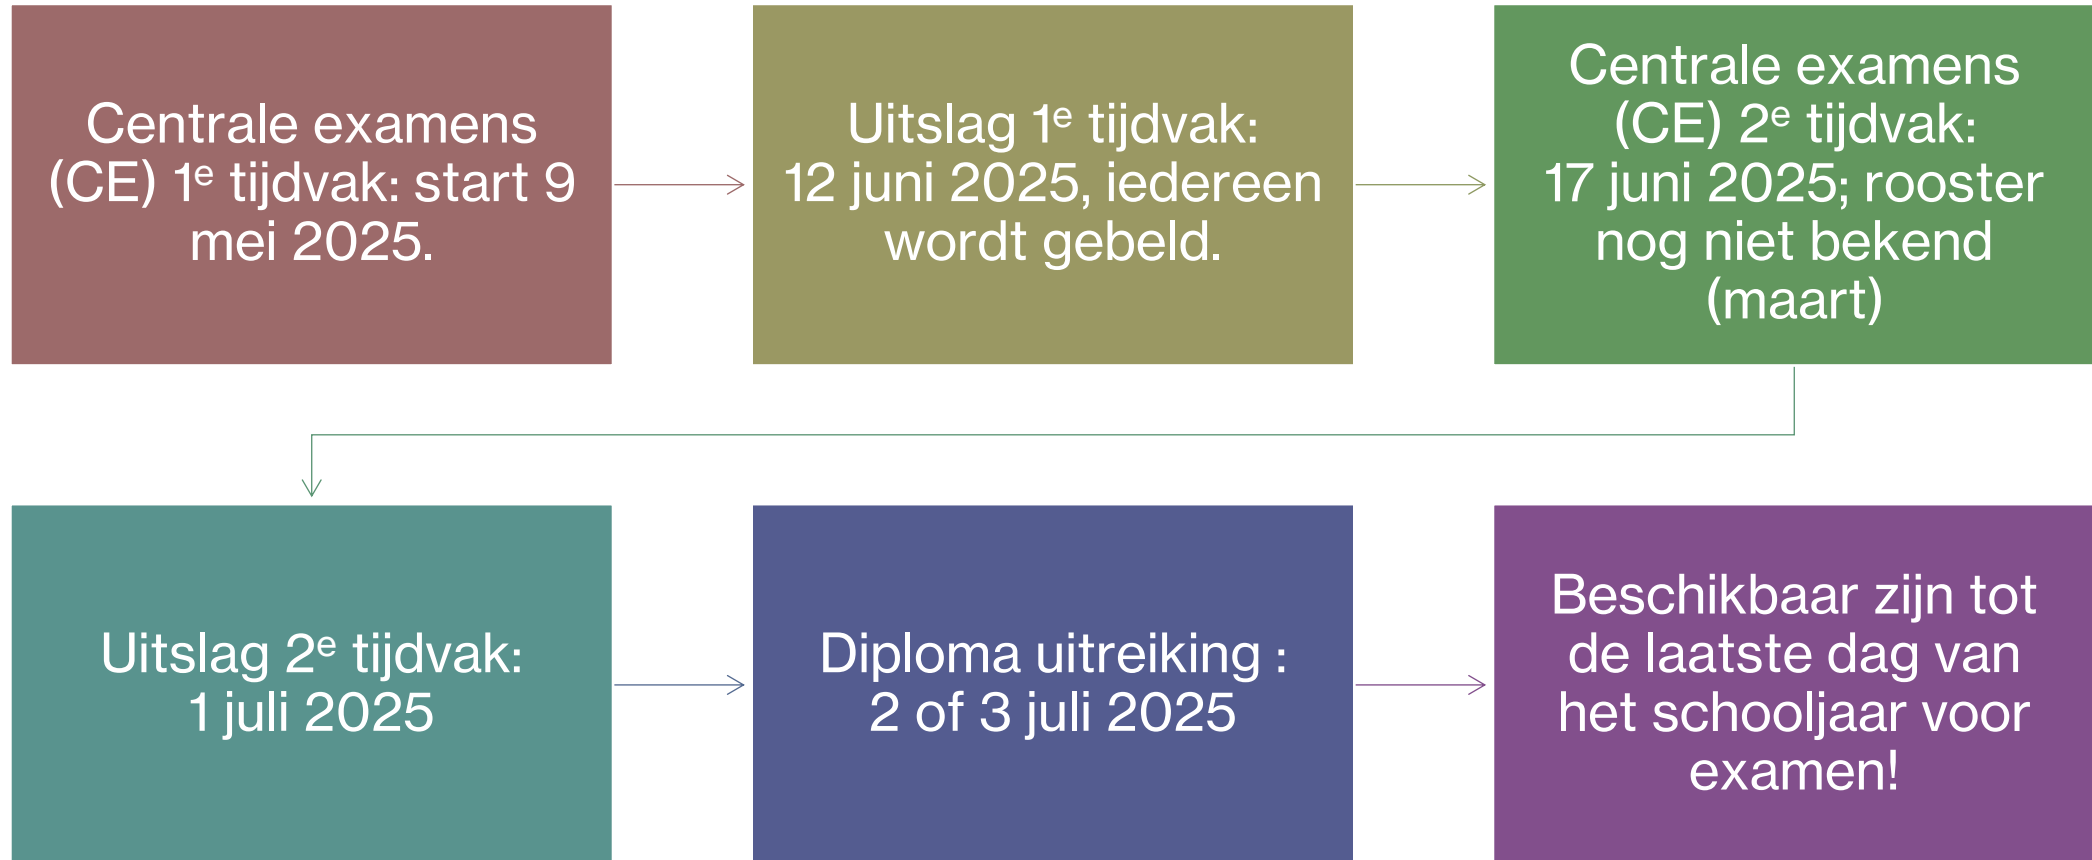 Centrale examens
(CE) 1e tijdvak: start 9
mei 2025.
Uitslag 1e tijdvak:
12 juni 2025, iedereen
wordt gebeld.
Centrale examens
(CE) 2e tijdvak:
17 juni 2025; rooster
nog niet bekend
(maart)
Uitslag 2e tijdvak:
1 juli 2025
Diploma uitreiking :
2 of 3 juli 2025
Beschikbaar zijn tot
de laatste dag van
het schooljaar voor
examen!